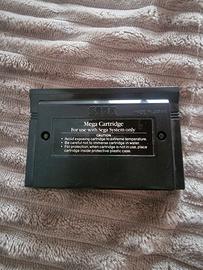 SEGA
Mega Cartridge
For use with Sega System only
CAUTION
• Avoid exposing cartridge to extreme temperature.
• Be careful not to immerse cartridge in water.
• For protection, when cartridge is not in use, place
cartridge inside protective plastic case.